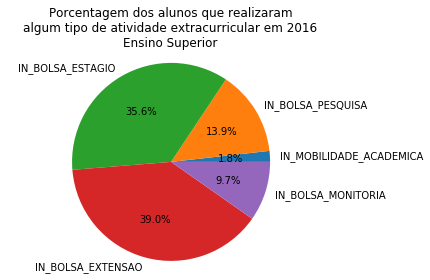 Porcentagem dos alunos que realizaram
algum tipo de atividade extracurricular em 2016
Ensino Superior
IN_BOLSA_ESTAGIO
35.6%
IN_BOLSA_PESQUISA
13.9%
1.8%
IN_MOBILIDADE_ACADEMICA
9.7%
IN_BOLSA_MONITORIA
39.0%
IN_BOLSA_EXTENSAO